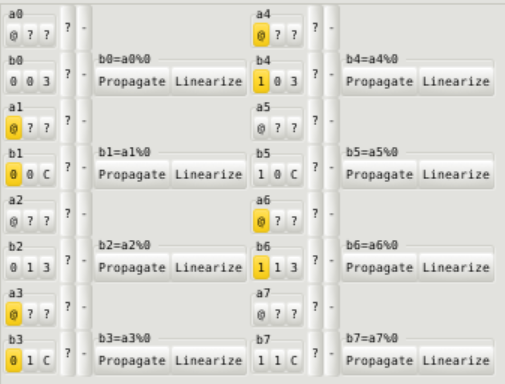 a0 a4
@ ? ? ? - @ ? ? ? -
b0 b0=a0%0 b4 b4=a4%0
0 0 3 ? - Propagate Linearize 1 0 3 ? - Propagate Linearize
a1 a5
@ ? ? ? - @ ? ? ? -
b1 b1=a1%0 b5 b5=a5%0
0 0 C ? - Propagate Linearize 1 0 C ? - Propagate Linearize
a2 a6
@ ? ? ? - @ ? ? ? -
b2 b2=a2%0 b6 b6=a6%0
0 1 3 ? - Propagate Linearize 1 1 3 ? - Propagate Linearize
a3 a7
@ ? ? ? - @ ? ? ? -
b3 b3=a3%0 b7 b7=a7%0
0 1 C ? - Propagate Linearize 1 1 C ? - Propagate Linearize